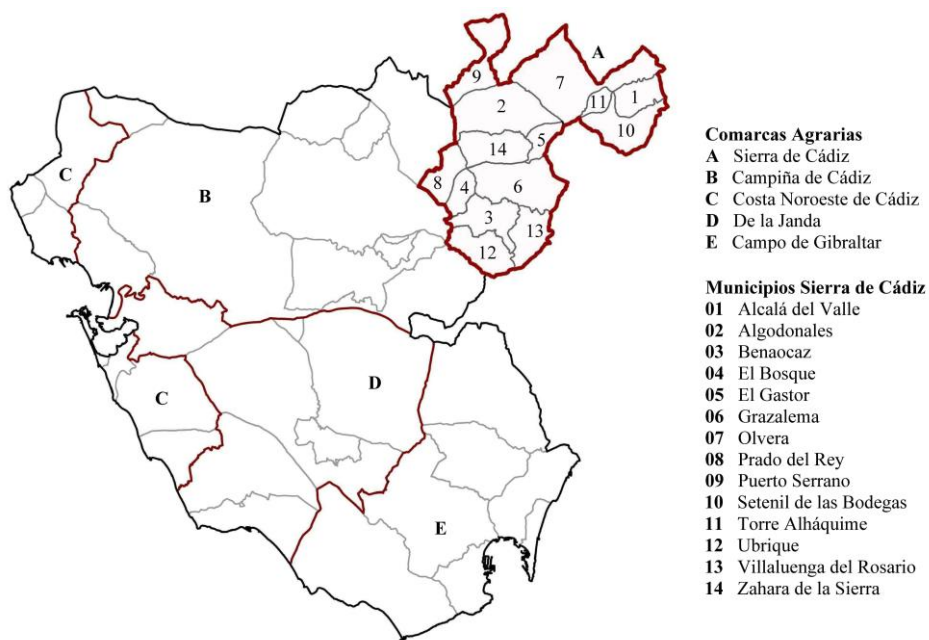 A
9
7
2
1
11
10
5
14
C
8
B
4
6
3
13
12
D
C
E
Comarcas Agrarias
A Sierra de Cádiz
B Campiña de Cádiz
C Costa Noroeste de Cádiz
D De la Janda
E Campo de Gibraltar
Municipios Sierra de Cádiz
01 Alcalá del Valle
02 Algodonales
03 Benaocaz
04 El Bosque
05 El Gastor
06 Grazalema
07 Olvera
08 Prado del Rey
09 Puerto Serrano
10 Setenil de las Bodegas
11 Torre Alháquime
12 Ubrique
13 Villaluenga del Rosario
14 Zahara de la Sierra